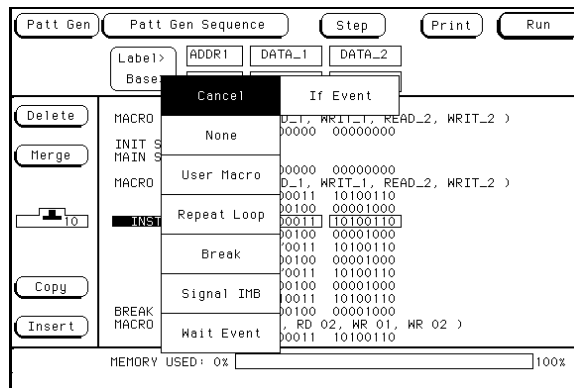 Patt Gen Patt Gen Sequence Step Print Run
Label> ADDR1 DATA_1 DATA_2
Base
Cancel If Event
Delete MACRO _1, WRIT_1, READ_2, WRIT_2 )
00000 00000000
None
INIT S
Merge MAIN S
00000 00000000
User Macro
MACRO D_1, WRIT_1, READ_2, WRIT_2 )
00011 10100110
Repeat Loop 00100 00001000
10 INST 00011 10100110
00100 00001000
Break 00011 10100110
00100 00001000
00011 10100110
Copy Signal IMB 00100 00001000
10011 10100110
BREAK 00100 00001000
Insert MACRO , RD 02, WR 01, WR 02 )
Wait Event 00011 10100110
MEMORY USED: 0% 100%